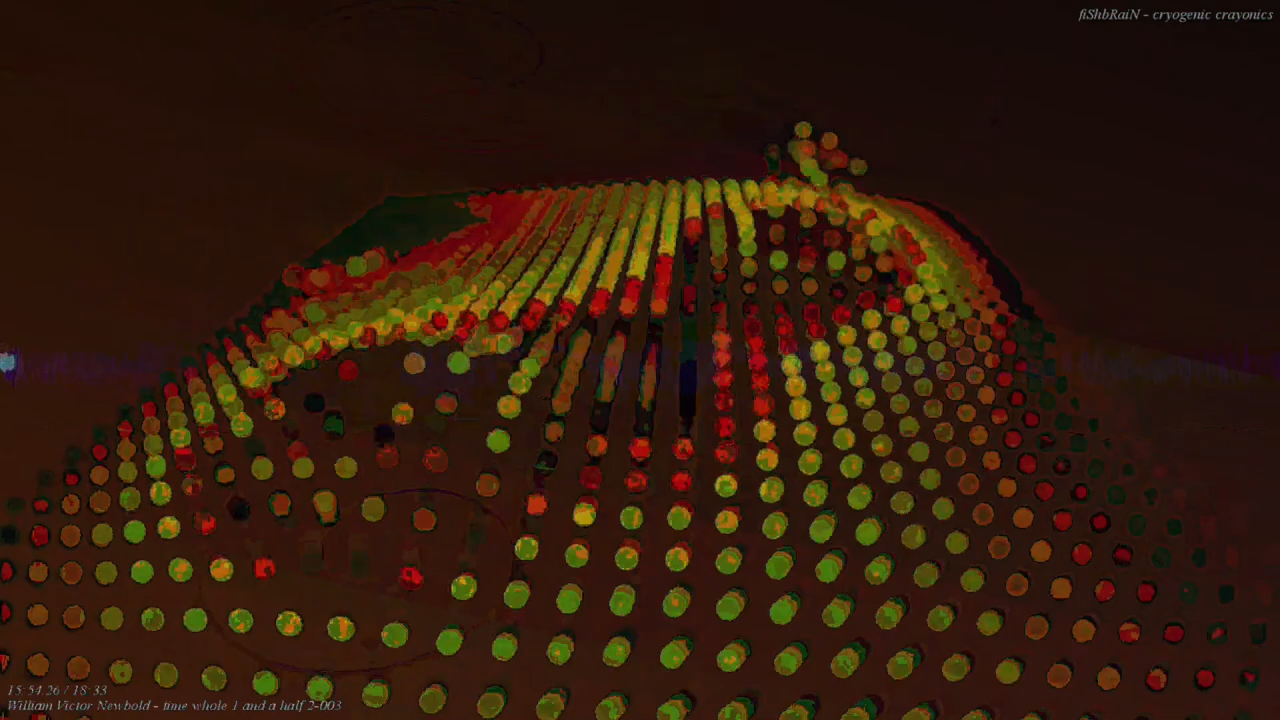 fiShbRaiN - cryogenic crayonics
15:54.26 / 18:33
William Victor Newbold - time whole 1 and a half 2-003